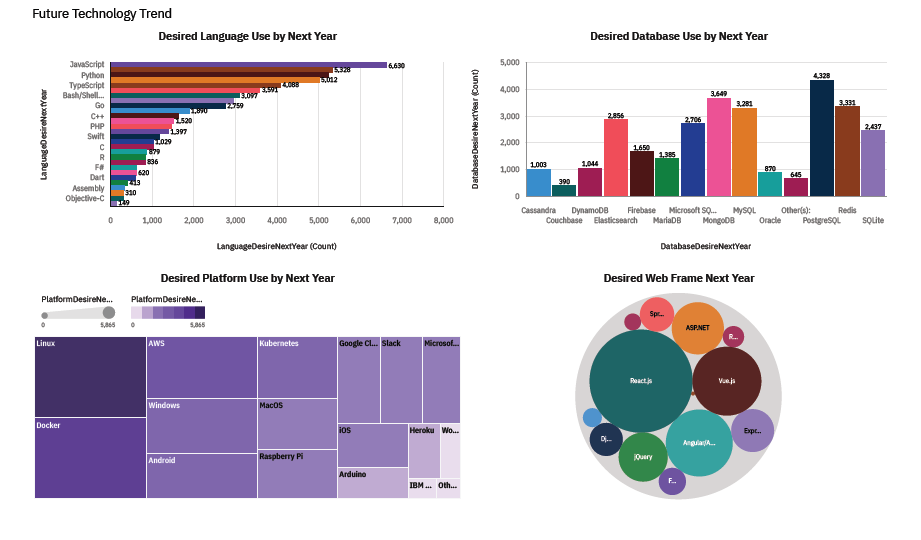 Future Technology Trend
Desired Language Use by Next Year
LanguageDesireNextYear
JavaScript
Python
TypeScript
Bash/Shell...
Go
C++
PHP
Swift
C
R
F#
Dart
Assembly
Objective-C
6,630
5,328
5,012
4,088
3,591
3,097
2,759
1,890
1,520
1,397
1,029
879
836
620
413
310
149
0 1,000 2,000 3,000 4,000 5,000 6,000 7,000 8,000
LanguageDesireNextYear (Count)
Desired Database Use by Next Year
DatabaseDesireNextYear (Count)
5,000
4,000
3,000
2,000
1,000
0
1,003 390 1,044 2,856 1,650 1,385 2,706 3,649 3,281 870 645 4,328 3,331 2,437
Cassandra DynamoDB Firebase Microsoft SQ... MySQL Other(s): Redis
Couchbase Elasticsearch MariaDB MongoDB Oracle PostgreSQL SQLite
DatabaseDesireNextYear
Desired Platform Use by Next Year
PlatformDesireNe... PlatformDesireNe...
0 5,865 0 5,865
Linux AWS Kubernetes Google Cl... Slack Microsof...
Windows MacOS
Docker iOS Heroku Wo...
Android Raspberry Pi
Arduino IBM ... Oth...
Desired Web Frame Next Year
Spr...
ASP.NET
R...
React.js
Vue.js
Expr...
Dj...
Angular/A...
jQuery
F...